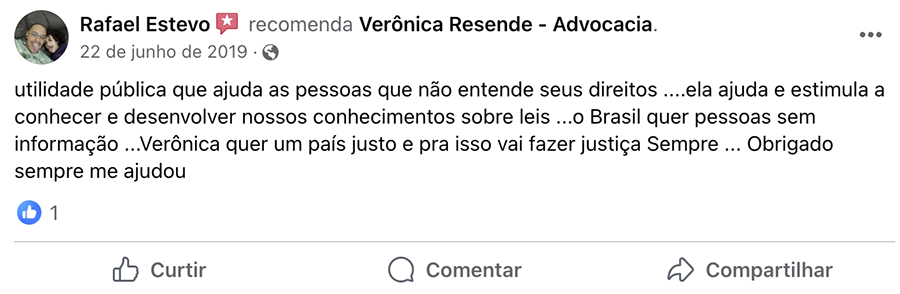 Rafael Estevo recomenda Verônica Resende - Advocacia.
22 de junho de 2019 ·
utilidade pública que ajuda as pessoas que não entende seus direitos ....ela ajuda e estimula a
conhecer e desenvolver nossos conhecimentos sobre leis ...o Brasil quer pessoas sem
informação ...Verônica quer um país justo e pra isso vai fazer justiça Sempre ... Obrigado
sempre me ajudou
1
Curtir Comentar Compartilhar